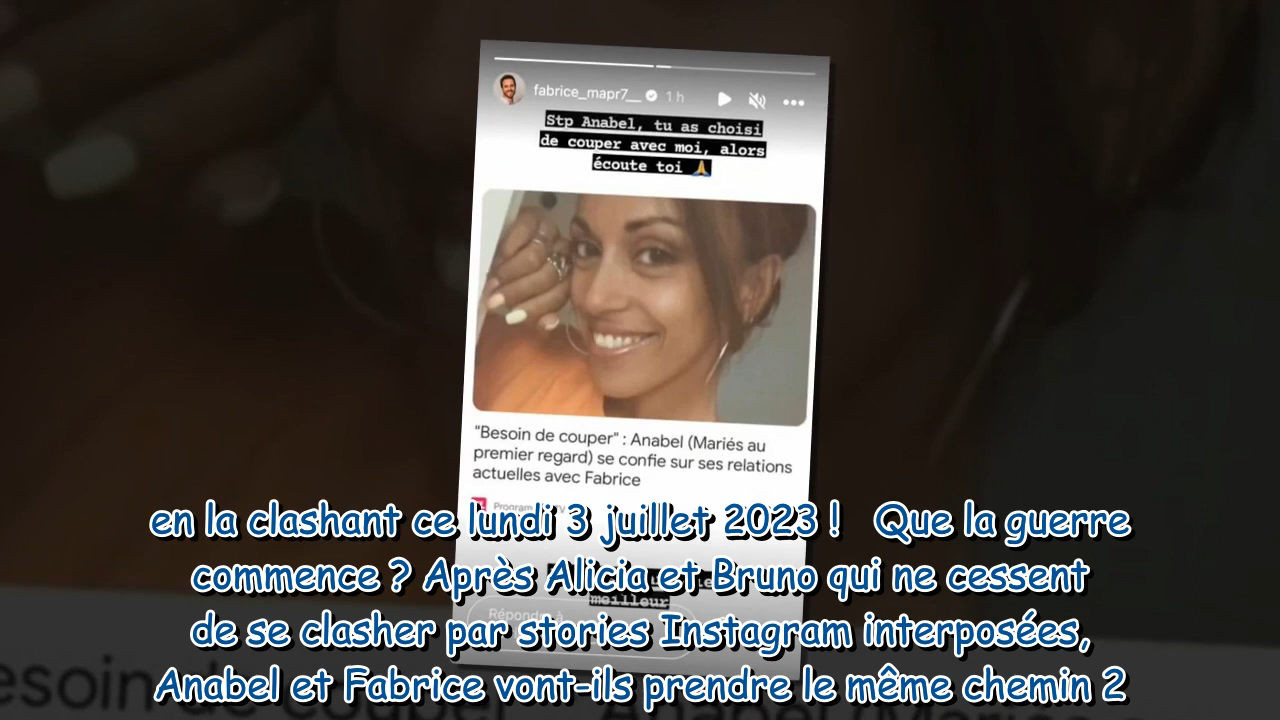 fabrice_mapr7__ 1 h
Stp Anabel, tu as choisi
de couper avec moi, alors
écoute toi 🙏
"Besoin de couper" : Anabel (Mariés au
premier regard) se confie sur ses relations
actuelles avec Fabrice
en la clashant ce lundi 3 juillet 2023 ! Que la guerre
commence ? Après Alicia et Bruno qui ne cessent
meilleur
Répondre à
de se clasher par stories Instagram interposées,
Anabel et Fabrice vont-ils prendre le même chemin 2